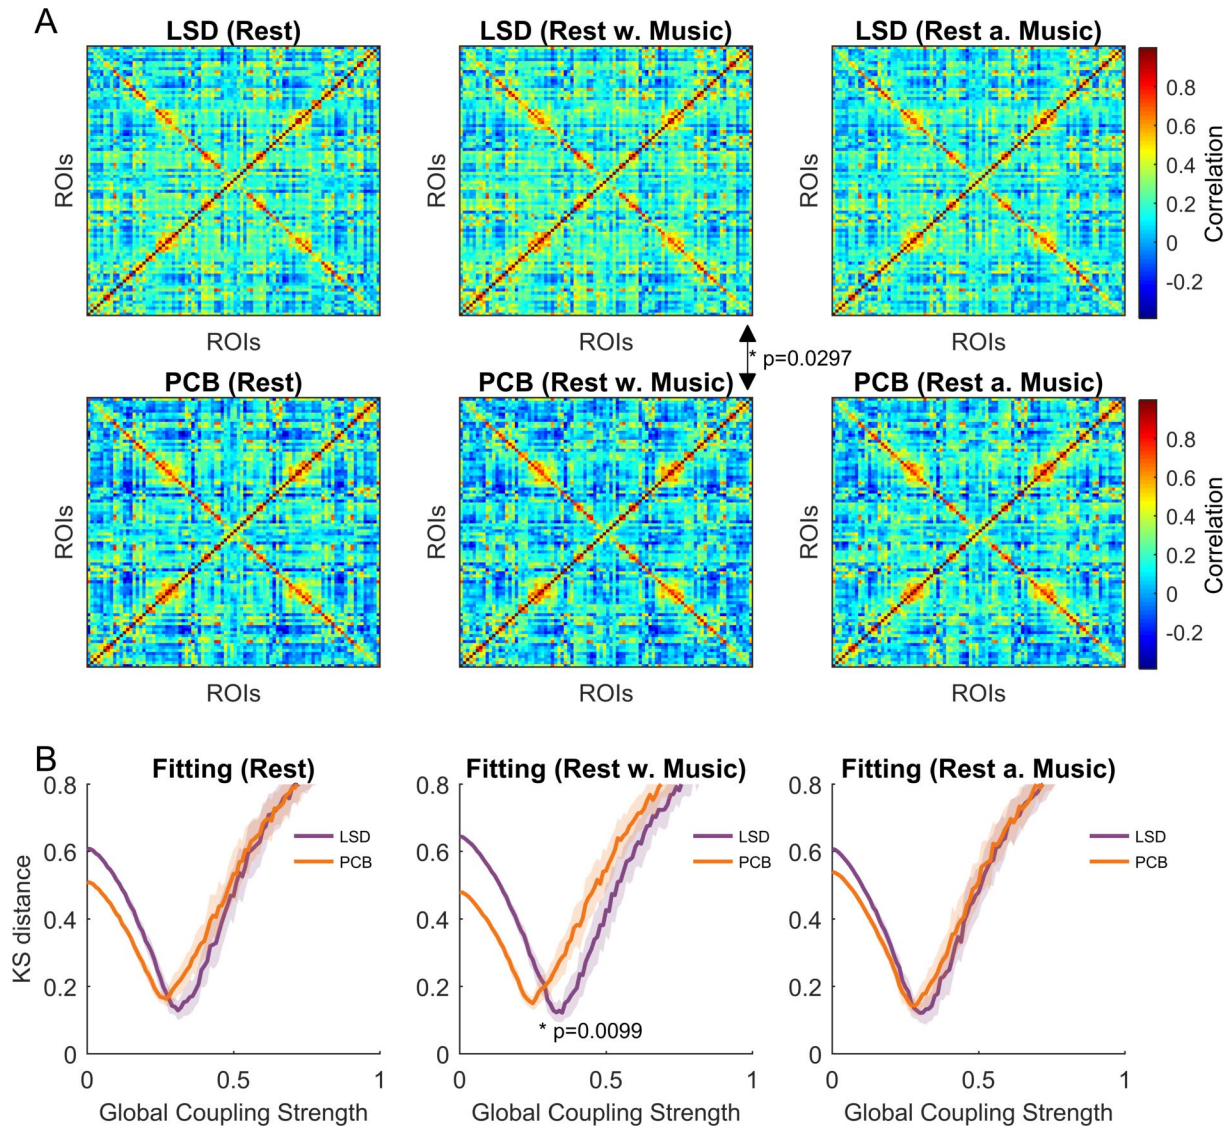 A
LSD (Rest)
LSD (Rest w. Music)
LSD (Rest a. Music)
ROIs
ROIs
ROIs
0.8
0.6
0.4
0.2
0
-0.2
Correlation
ROIs
ROIs
ROIs
* p=0.0297
PCB (Rest)
PCB (Rest w. Music)
PCB (Rest a. Music)
ROIs
ROIs
ROIs
0.8
0.6
0.4
0.2
0
-0.2
Correlation
ROIs
ROIs
ROIs
B
Fitting (Rest)
Fitting (Rest w. Music)
Fitting (Rest a. Music)
KS distance
0.8
0.6
0.4
0.2
0
LSD
PCB
0 0.5 1
Global Coupling Strength
0.8
0.6
0.4
0.2
0
LSD
PCB
* p=0.0099
0 0.5 1
Global Coupling Strength
0.8
0.6
0.4
0.2
0
LSD
PCB
0 0.5 1
Global Coupling Strength